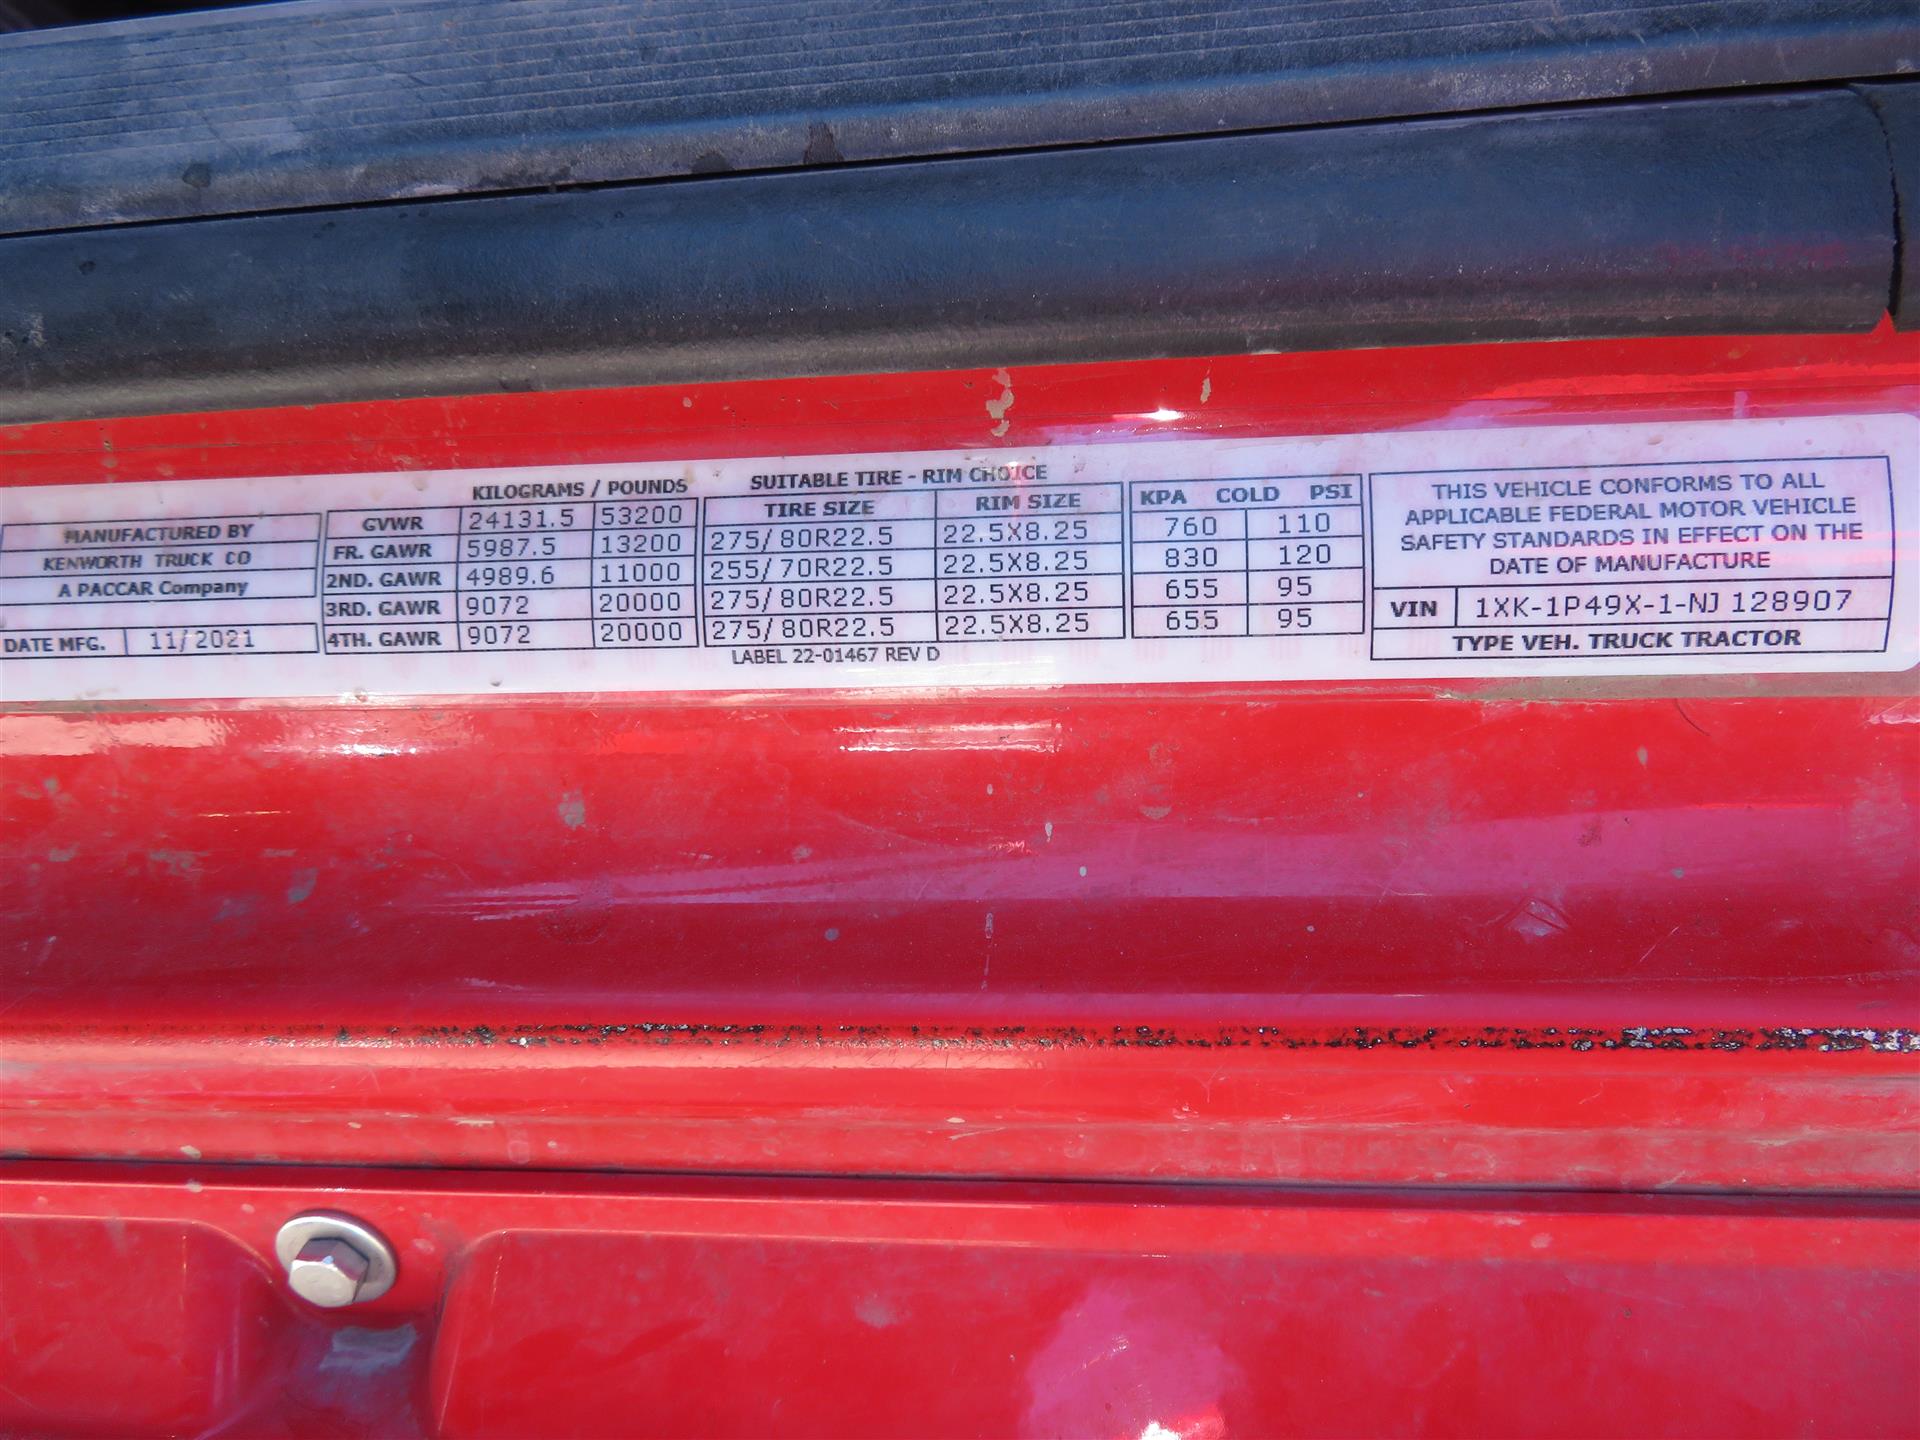 MANUFACTURED BY
KENWORTH TRUCK CO
A PACCAR Company
DATE MFG. 11/2021
KILOGRAMS / POUNDS
GVWR 24131.5 53200
FR. GAWR 5987.5 13200
2ND. GAWR 4989.6 11000
3RD. GAWR 9072 20000
4TH. GAWR 9072 20000
SUITABLE TIRE - RIM CHOICE
TIRE SIZE RIM SIZE
275/80R22.5 22.5X8.25
255/70R22.5 22.5X8.25
275/80R22.5 22.5X8.25
275/80R22.5 22.5X8.25
LABEL 22-01467 REV D
KPA COLD PSI
760 110
830 120
655 95
655 95
THIS VEHICLE CONFORMS TO ALL
APPLICABLE FEDERAL MOTOR VEHICLE
SAFETY STANDARDS IN EFFECT ON THE
DATE OF MANUFACTURE
VIN 1XK-1P49X-1-NJ 128907
TYPE VEH. TRUCK TRACTOR